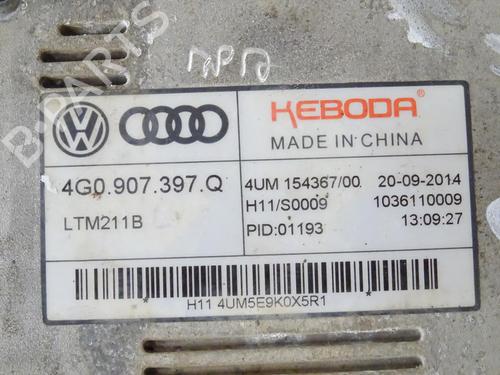 B-PARTS
KEBODA®
MADE IN CHINA
4G0.907.397.Q
LTM211B
4UM 154367/00 20-09-2014
H11/S0009 1036110009
PID:01193 13:09:27
H11 4UM5E9K0X5R1